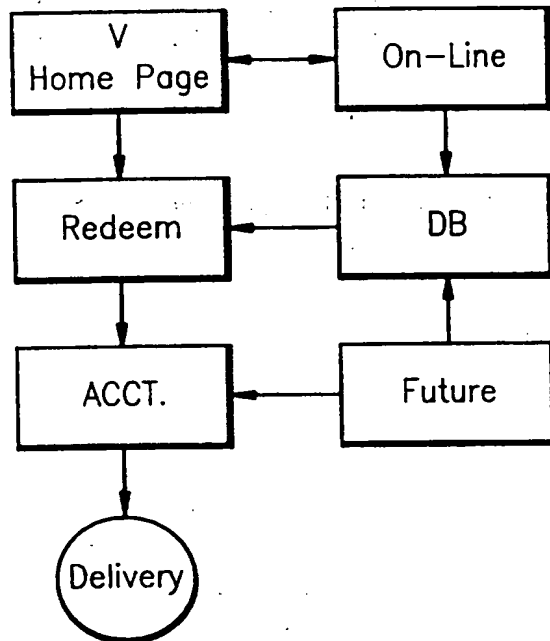 V
Home Page
On-Line
Redeem
DB
ACCT.
Future
Delivery